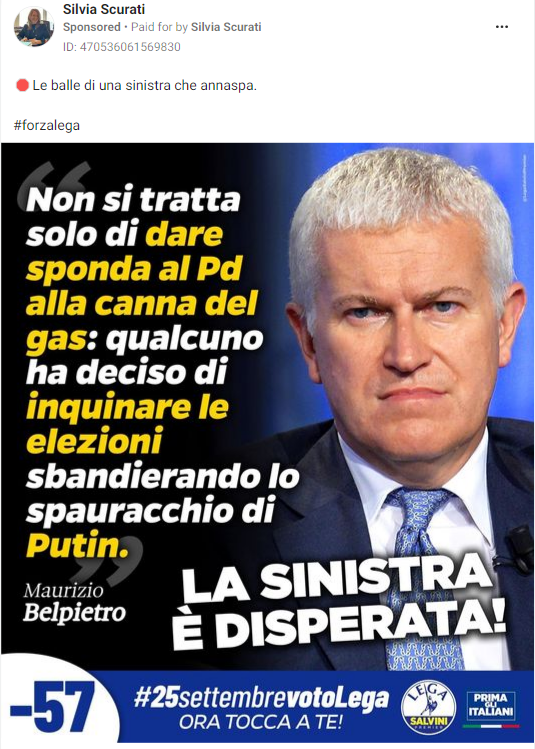 Silvia Scurati
Sponsored • Paid for by Silvia Scurati
ID: 470536061569830
Le balle di una sinistra che annaspa.
#forzalega
“Non si tratta
solo di dare
sponda al Pd
alla canna del
gas: qualcuno
ha deciso di
inquinare le
elezioni
sbandierando lo
spauracchio di
Putin.”
Maurizio
Belpietro
LA SINISTRA
È DISPERATA!
-57
#25settembrevotoLega
ORA TOCCA A TE!
LEGA
SALVINI
PREMIER
PRIMA
GLI
ITALIANI